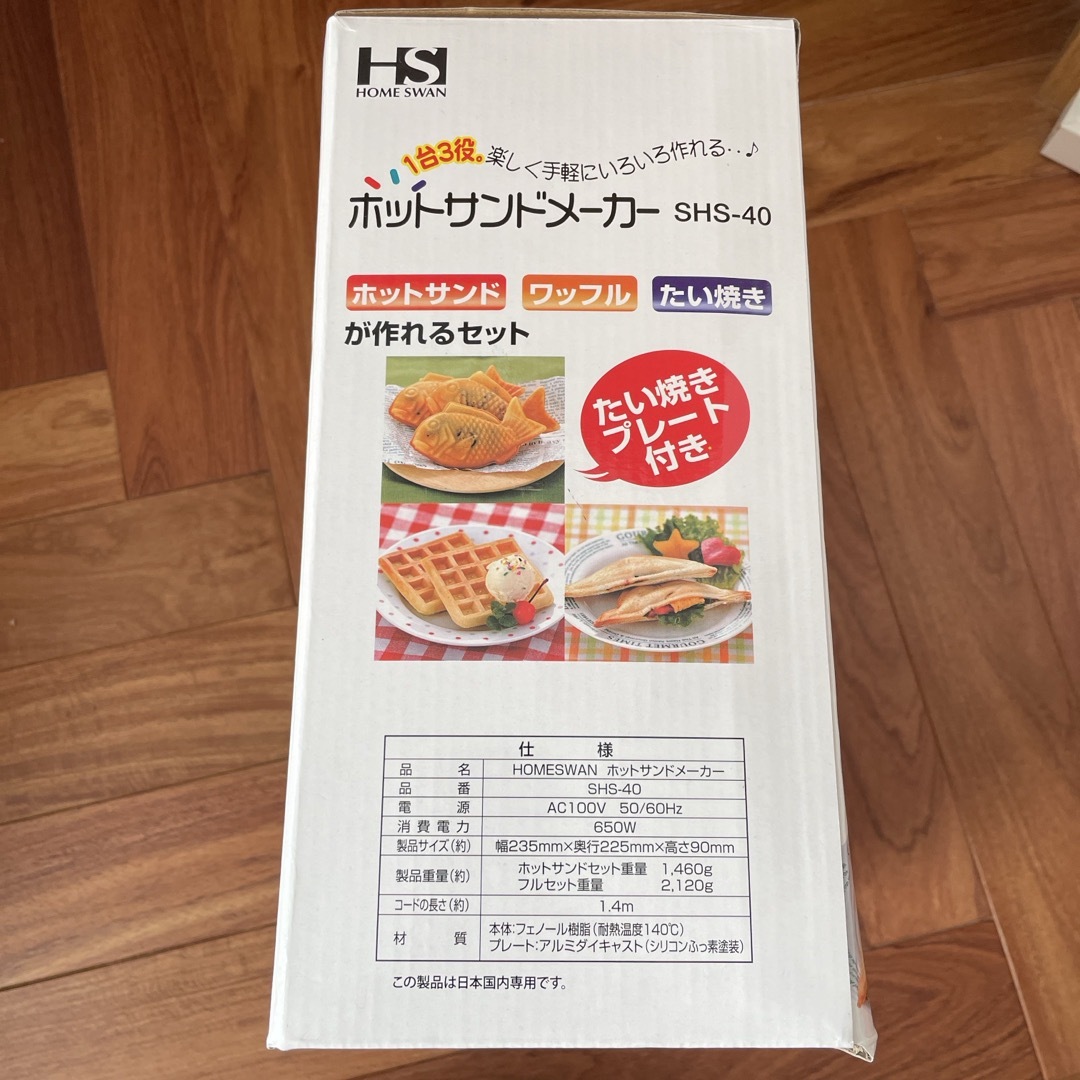 HS
HOME SWAN
1台3役。楽しく手軽にいろいろ作れる‥♪
ホットサンドメーカー SHS-40
ホットサンド ワッフル たい焼き
が作れるセット
たい焼き
プレート
付き
GOURMET TIMES
仕 様
品 名 HOMESWAN ホットサンドメーカー
品 番 SHS-40
電 源 AC100V 50/60Hz
消費電力 650W
製品サイズ(約) 幅235mm×奥行225mm×高さ90mm
製品重量(約) ホットサンドセット重量 1,460g
フルセット重量 2,120g
コードの長さ(約) 1.4m
材 質 本体:フェノール樹脂(耐熱温度140℃)
プレート:アルミダイキャスト(シリコンふっ素塗装)
この製品は日本国内専用です。